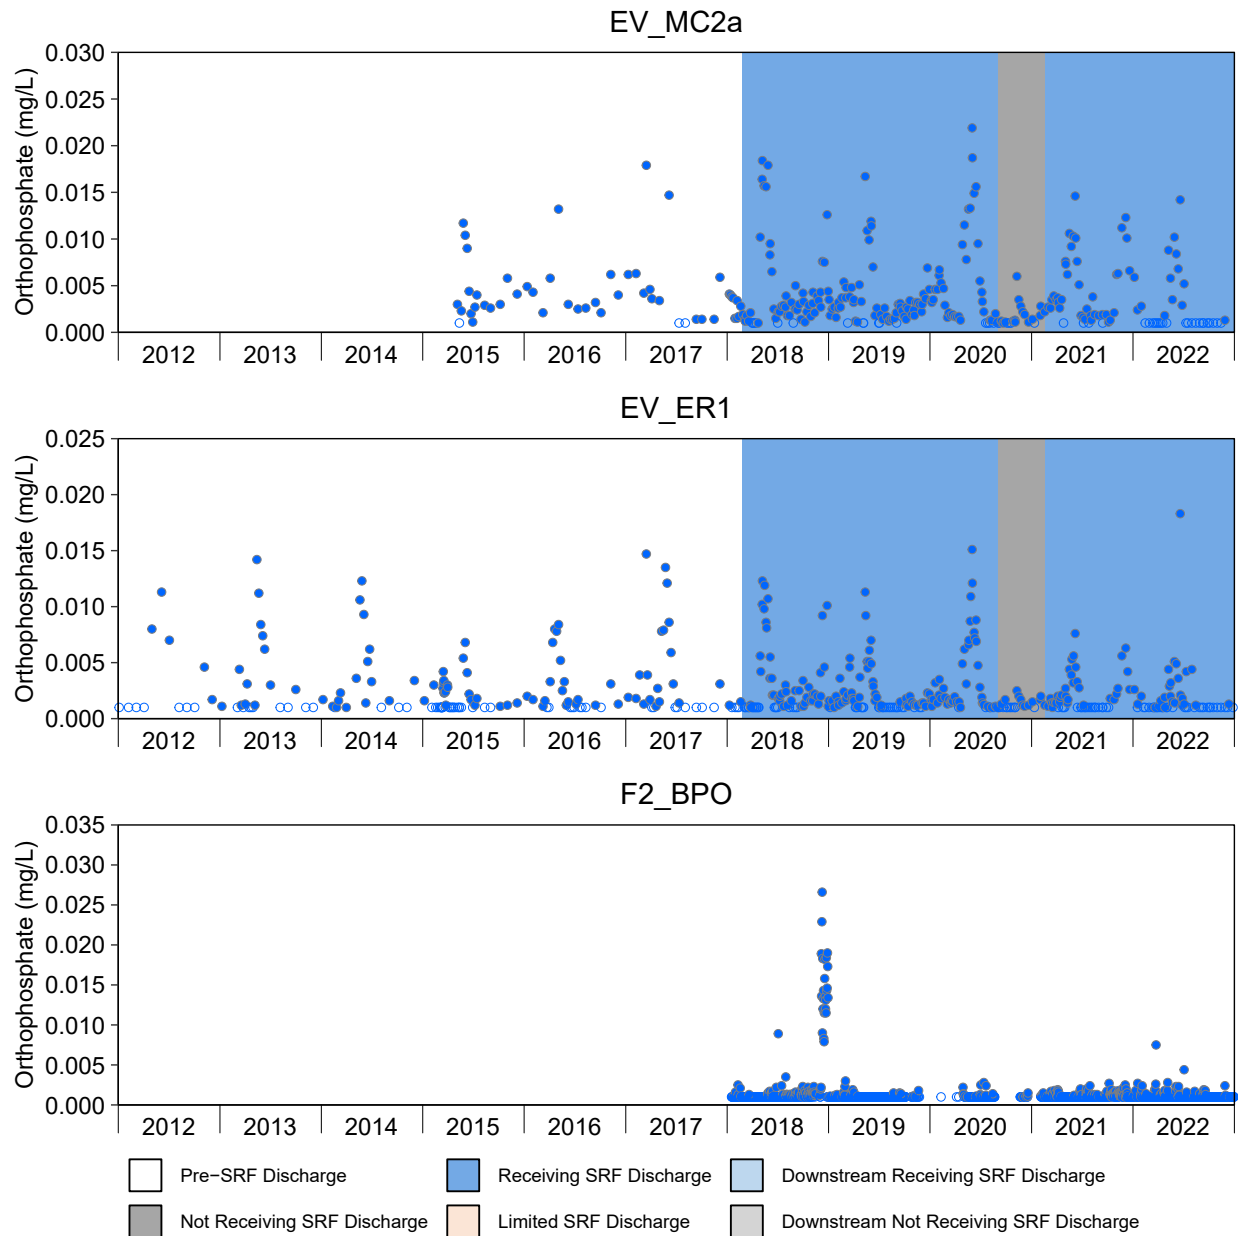 EV_MC2a
Orthophosphate (mg/L)
0.030
0.025
0.020
0.015
0.010
0.005
0.000
2012 2013 2014 2015 2016 2017 2018 2019 2020 2021 2022
EV_ER1
Orthophosphate (mg/L)
0.025
0.020
0.015
0.010
0.005
0.000
2012 2013 2014 2015 2016 2017 2018 2019 2020 2021 2022
F2_BPO
Orthophosphate (mg/L)
0.035
0.030
0.025
0.020
0.015
0.010
0.005
0.000
2012 2013 2014 2015 2016 2017 2018 2019 2020 2021 2022
Pre−SRF Discharge Receiving SRF Discharge Downstream Receiving SRF Discharge
Not Receiving SRF Discharge Limited SRF Discharge Downstream Not Receiving SRF Discharge